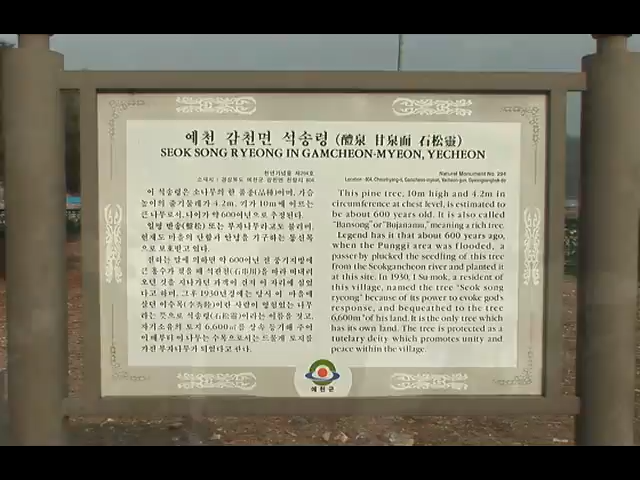 예천 감천면 석송령 (醴泉 甘泉面 石松靈)
SEOK SONG RYEONG IN GAMCHEON-MYEON, YECHEON
천년기념물 제294호
소재지 : 경상북도 예천군 감천면 천향리 804
이 석송령은 소나무의 한 품종(品種)이며, 가슴
높이의 줄기둘레가 4.2m, 키가 10m에 이르는
큰 나무로서, 나이가 약 600여년으로 추정된다.
일명 반송(盤松) 또는 부자나무라고도 불리며,
현재도 마을의 단합과 안녕을 기구하는 동신목
으로 보호받고 있다.
전하는 말에 의하면 약 600여년 전 풍기지방에
큰 홍수가 졌을 때 석관천(石串川)을 따라 떠내려
오던 것을 지나가던 과객이 건져 이 자리에 심었
다고 하며, 그후 1930년경에는 당시 이 마을에
살던 이수목(李秀睦)이란 사람이 영험있는 나무
라는 뜻으로 석송령(石松靈)이라는 이름을 짓고,
자기소유의 토지 6,600㎡를 상속 등기해 주어
이때부터 이 나무는 수목으로서는 드물게 토지를
가진 부자나무가 되었다고 한다.
Natural Monument No. 294
Location : 804, Cheonhyang-ri, Gamcheon-myeon, Yecheon-gun, Gyeongsangbuk-do
This pine tree, 10m high and 4.2m in
circumference at chest level, is estimated to
be about 600 years old. It is also called
"Bansong" or "Bujanamu," meaning a rich tree.
Legend has it that about 600 years ago,
when the Punggi area was flooded, a
passer by plucked the seedling of this tree
from the Seokgancheon river and planted it
at this site. In 1930, I Su mok, a resident of
this village, named the tree "Seok song
ryeong" because of its power to evoke god's
response, and bequeathed to the tree
6,600m² of his land. It is the only tree which
has its own land. The tree is protected as a
tutelary deity which promotes unity and
peace within the village.
예천군